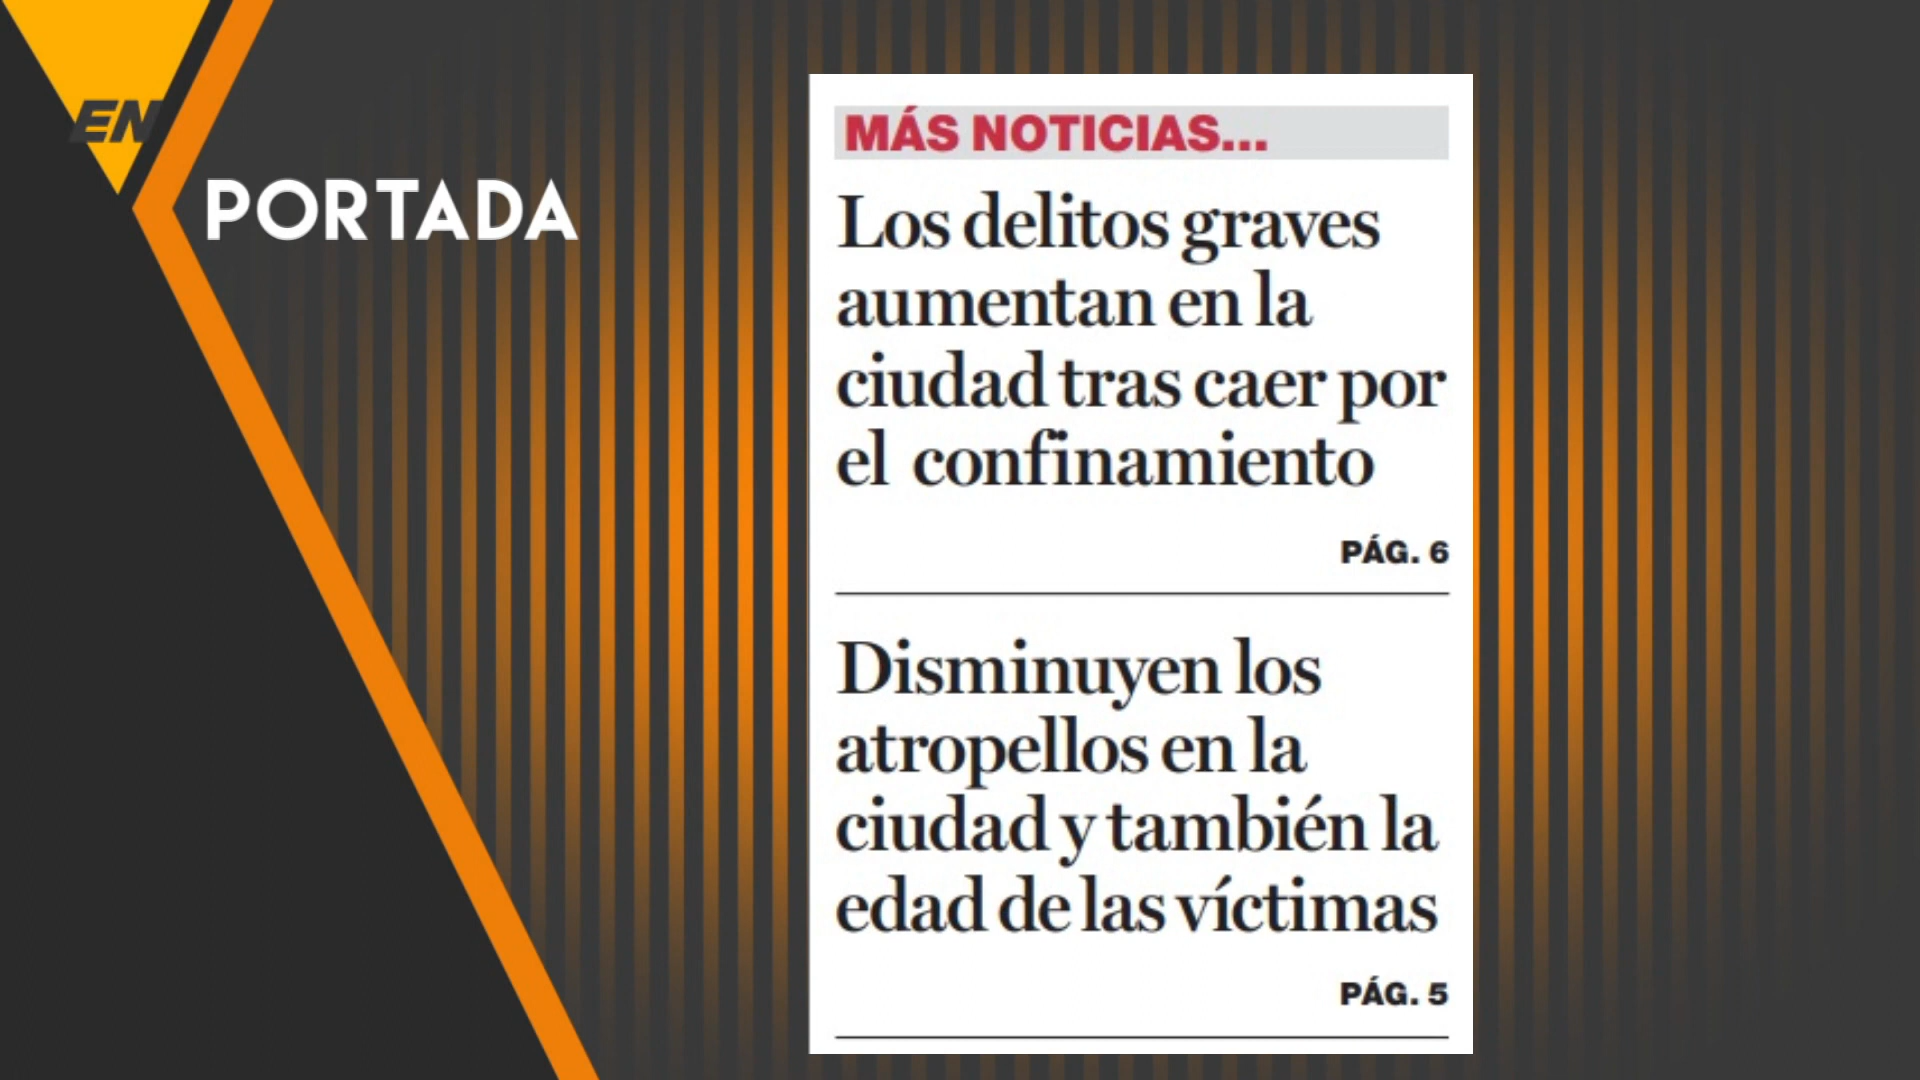 EN
PORTADA
MÁS NOTICIAS...
Los delitos graves
aumentan en la
ciudad tras caer por
el confinamiento
PÁG. 6
Disminuyen los
atropellos en la
ciudad y también la
edad de las víctimas
PÁG. 5